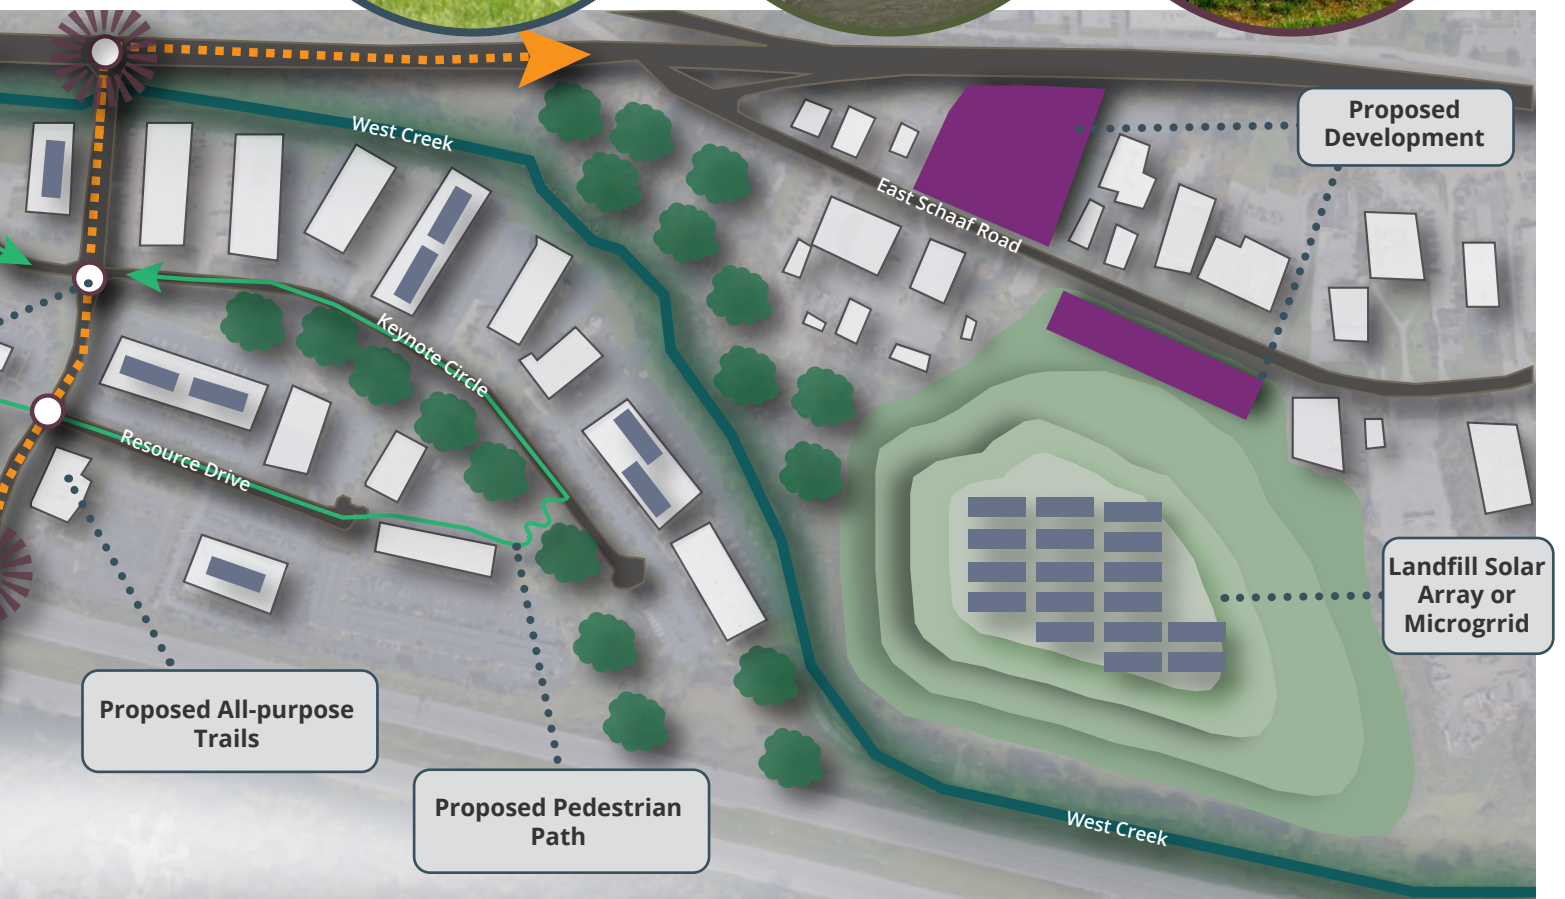 West Creek
Proposed
Development
East Schaaf Road
Keynote Circle
Resource Drive
Landfill Solar
Array or
Microgrrid
Proposed All-purpose
Trails
Proposed Pedestrian
Path
West Creek